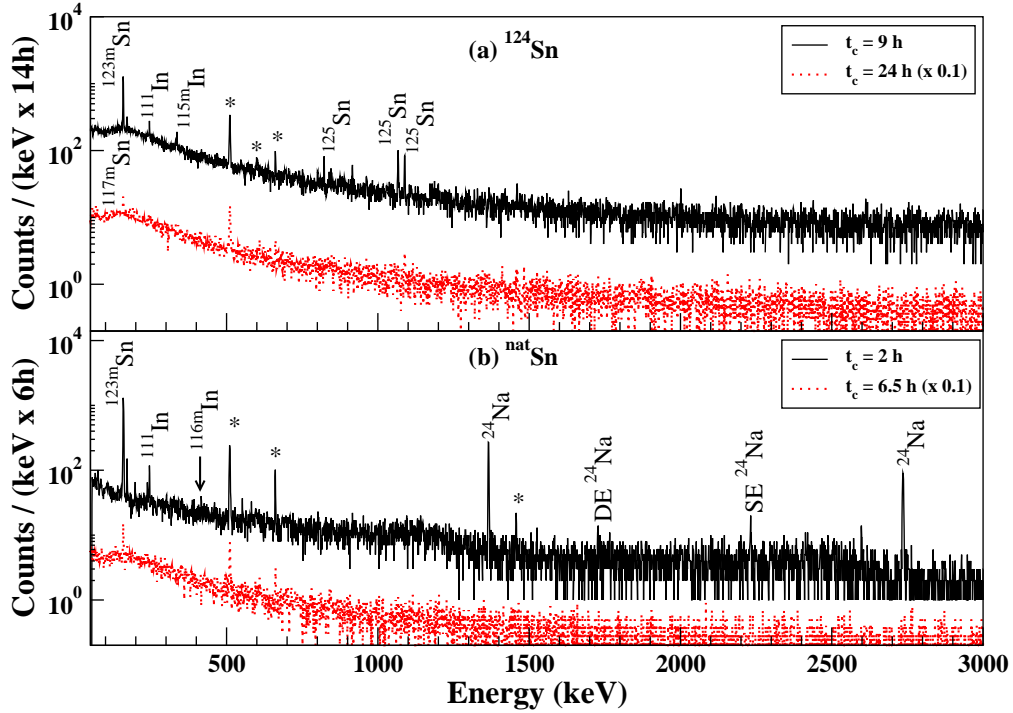 Counts / (keV x 14h)
10⁴
10²
10⁰
(a) ¹²⁴Sn
t_c = 9 h
t_c = 24 h (x 0.1)
¹²³ᵐSn
¹¹¹In
¹¹⁵ᵐIn
*
*
*
¹²⁵Sn
¹²⁵Sn
¹²⁵Sn
¹¹⁷ᵐSn
Counts / (keV x 6h)
10⁴
10²
10⁰
(b) ⁿᵃᵗSn
t_c = 2 h
t_c = 6.5 h (x 0.1)
¹²³ᵐSn
¹¹¹In
¹¹⁶ᵐIn
*
*
²⁴Na
*
DE ²⁴Na
SE ²⁴Na
²⁴Na
500 1000 1500 2000 2500 3000
Energy (keV)